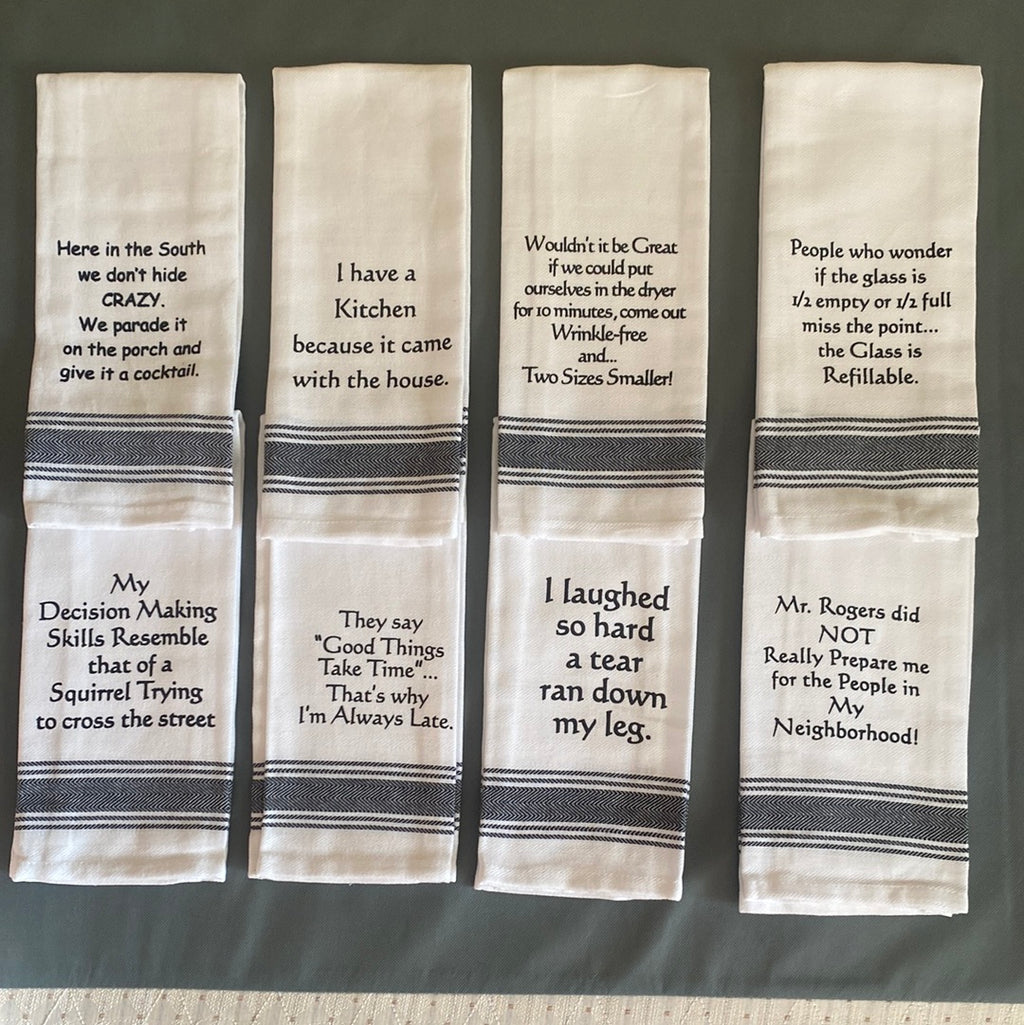 Here in the South
we don't hide
CRAZY.
We parade it
on the porch and
give it a cocktail.
I have a
Kitchen
because it came
with the house.
Wouldn't it be Great
if we could put
ourselves in the dryer
for 10 minutes, come out
Wrinkle-free
and...
Two Sizes Smaller!
People who wonder
if the glass is
1/2 empty or 1/2 full
miss the point...
the Glass is
Refillable.
My
Decision Making
Skills Resemble
that of a
Squirrel Trying
to cross the street
They say
"Good Things
Take Time"...
That's why
I'm Always Late.
I laughed
so hard
a tear
ran down
my leg.
Mr. Rogers did
NOT
Really Prepare me
for the People in
My
Neighborhood!